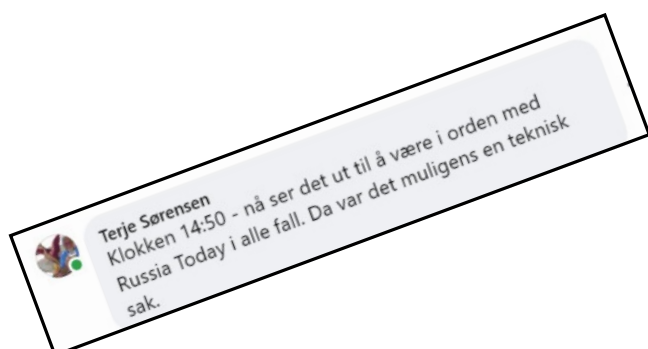 Terje Sørensen
Klokken 14:50 - nå ser det ut til å være i orden med
Russia Today i alle fall. Da var det muligens en teknisk
sak.